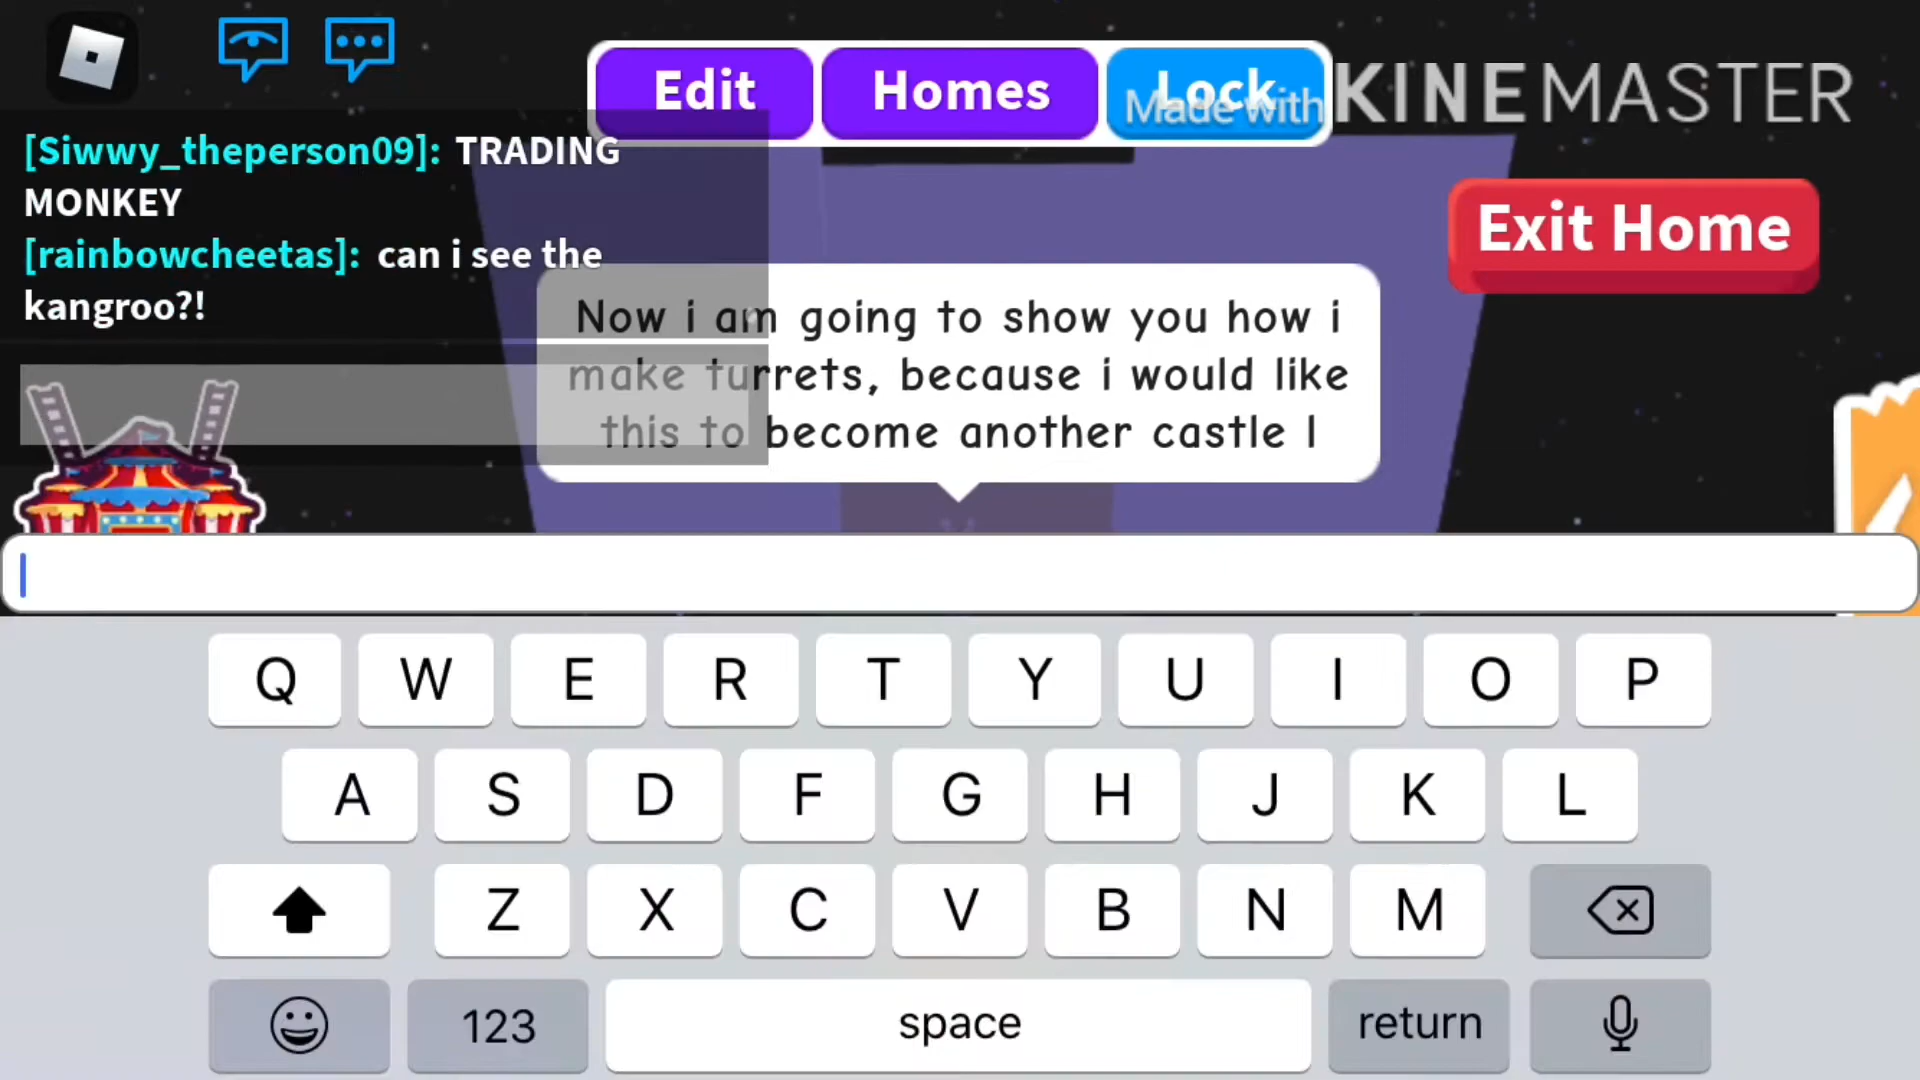 Edit Homes Lock
Made with KINEMASTER
[Siwwy_theperson09]: TRADING
MONKEY
[rainbowcheetas]: can i see the
kangroo?!
Exit Home
Now i am going to show you how i
make turrets, because i would like
this to become another castle l
Q W E R T Y U I O P
A S D F G H J K L
Z X C V B N M
123 space return